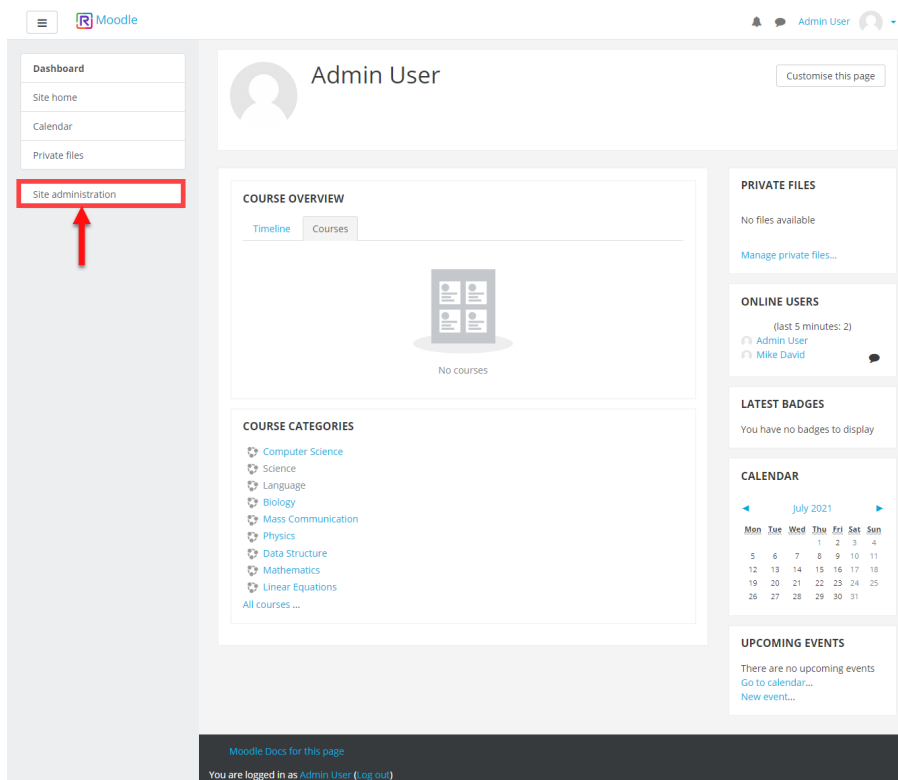 Moodle
Admin User
Dashboard
Site home
Calendar
Private files
Site administration
Admin User
Customise this page
COURSE OVERVIEW
Timeline Courses
No courses
COURSE CATEGORIES
Computer Science
Science
Language
Biology
Mass Communication
Physics
Data Structure
Mathematics
Linear Equations
All courses ...
PRIVATE FILES
No files available
Manage private files...
ONLINE USERS
(last 5 minutes: 2)
Admin User
Mike David
LATEST BADGES
You have no badges to display
CALENDAR
◄ July 2021 ►
Mon Tue Wed Thu Fri Sat Sun
1 2 3 4
5 6 7 8 9 10 11
12 13 14 15 16 17 18
19 20 21 22 23 24 25
26 27 28 29 30 31
UPCOMING EVENTS
There are no upcoming events
Go to calendar...
New event...
Moodle Docs for this page
You are logged in as Admin User (Log out)